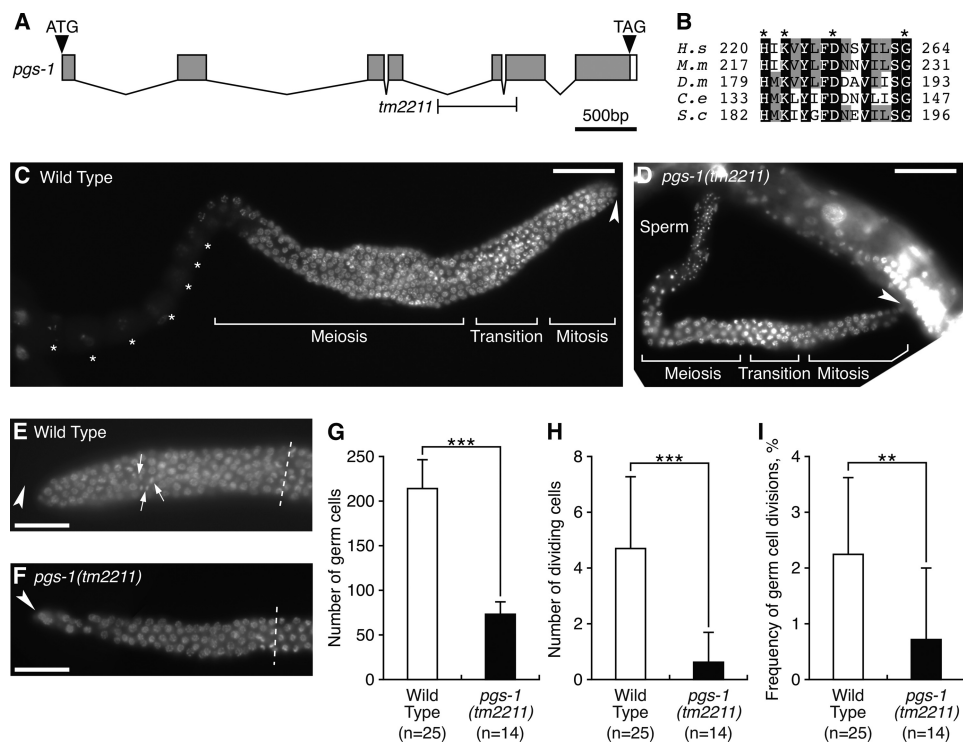 A
ATG
TAG
pgs-1
tm2211
500bp
B
* * * *
H.s 220 HIKVYLFDNSVILSG 264
M.m 217 HIKVYLFDNNVILSG 231
D.m 179 HMKVYLFDDAVIISG 193
C.e 133 HMKLYIFDDNVLISG 147
S.c 182 HMKIYGFDNEVILSG 196
C Wild Type
* * * * * * *
Meiosis Transition Mitosis
D pgs-1(tm2211)
Sperm
Meiosis Transition Mitosis
E Wild Type
F pgs-1(tm2211)
G
***
Number of germ cells
250
200
150
100
50
0
Wild Type (n=25)
pgs-1 (tm2211) (n=14)
H
***
Number of dividing cells
8
6
4
2
0
Wild Type (n=25)
pgs-1 (tm2211) (n=14)
I
**
Frequency of germ cell divisions, %
4
3
2
1
0
Wild Type (n=25)
pgs-1 (tm2211) (n=14)